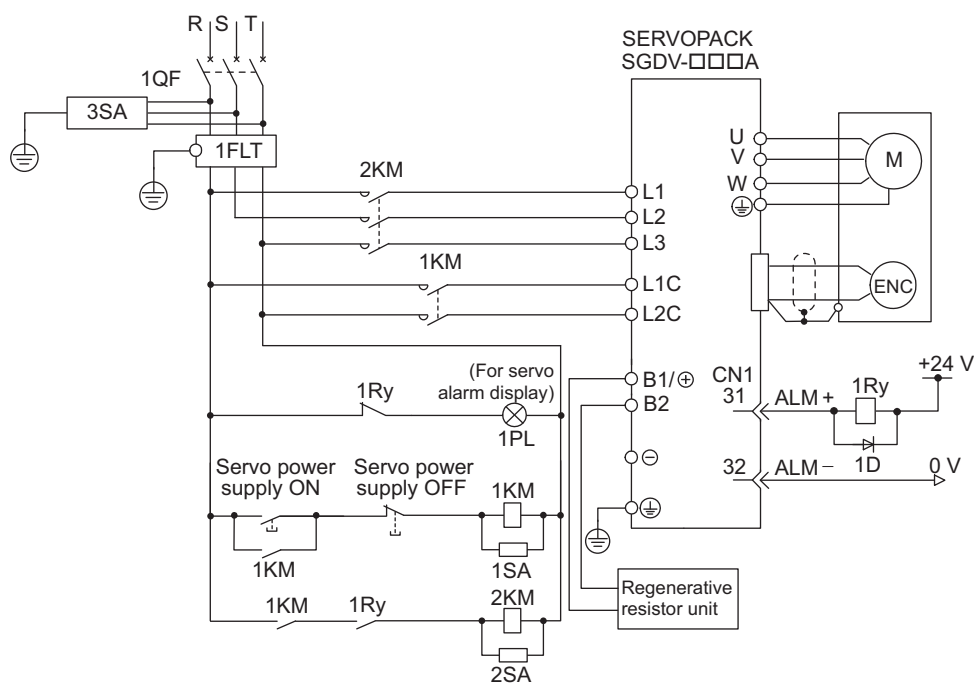 R S T
SERVOPACK
SGDV-□□□A
1QF
3SA
1FLT
U
V
W
M
2KM
L1
L2
L3
1KM
L1C
L2C
ENC
(For servo
alarm display)
1Ry
1PL
B1/⊕
B2
CN1
31
ALM +
1Ry
+24 V
1D
⊖
32
ALM −
0 V
Servo power
supply ON
Servo power
supply OFF
1KM
1KM
1SA
1KM
1Ry
2KM
2SA
Regenerative
resistor unit